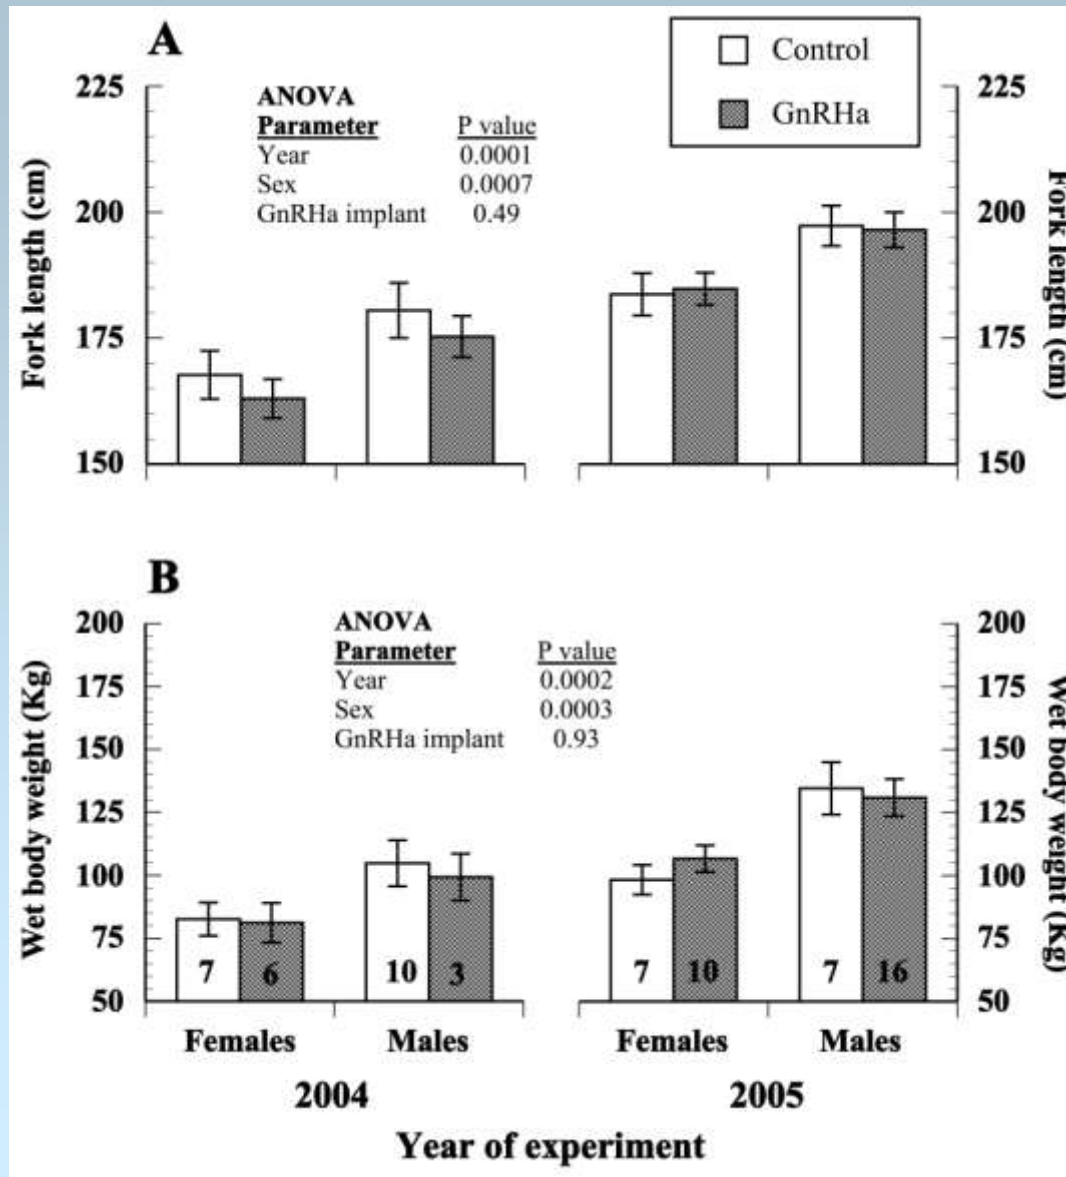 A
Control
GnRHa
225
200
175
150
Fork length (cm)
ANOVA
Parameter P value
Year 0.0001
Sex 0.0007
GnRHa implant 0.49
225
200
175
150
Fork length (cm)
B
200
175
150
125
100
75
50
Wet body weight (Kg)
ANOVA
Parameter P value
Year 0.0002
Sex 0.0003
GnRHa implant 0.93
200
175
150
125
100
75
50
Wet body weight (Kg)
7 6 10 3 7 10 7 16
Females Males Females Males
2004 2005
Year of experiment